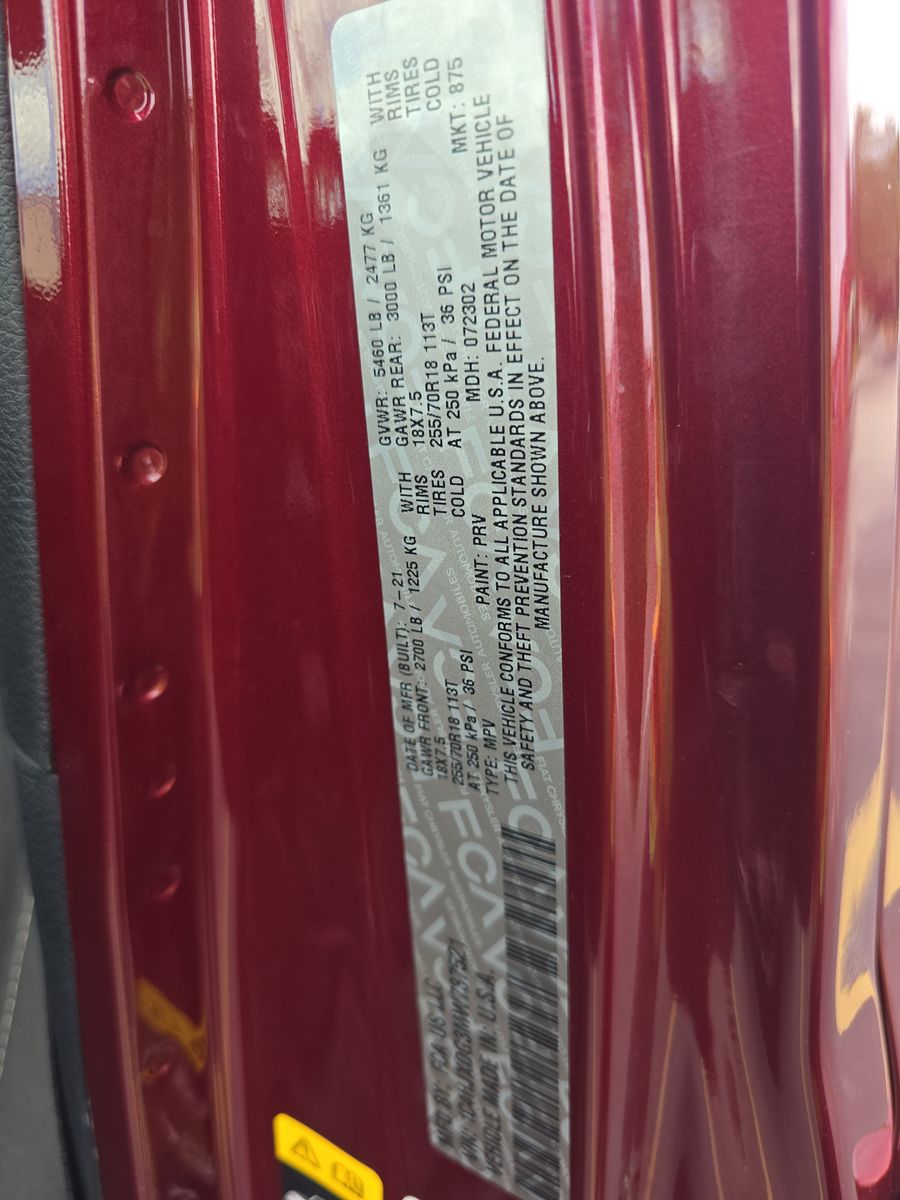 MFD BY: FCA US LLC
DATE OF MFR (BUILT): 7-21
GVWR: 5460 LB / 2477 KG
GAWR FRONT: 2700 LB / 1225 KG WITH
GAWR REAR: 3000 LB / 1361 KG WITH
18X7.5 RIMS
18X7.5 RIMS
255/70R18 113T TIRES
255/70R18 113T TIRES
AT 250 kPa / 36 PSI COLD
AT 250 kPa / 36 PSI COLD
TYPE: MPV PAINT: PRV MDH: 072302 MKT: 875
VEHICLE MADE IN U.S.A.
THIS VEHICLE CONFORMS TO ALL APPLICABLE U.S.A. FEDERAL MOTOR VEHICLE
SAFETY AND THEFT PREVENTION STANDARDS IN EFFECT ON THE DATE OF
MANUFACTURE SHOWN ABOVE.